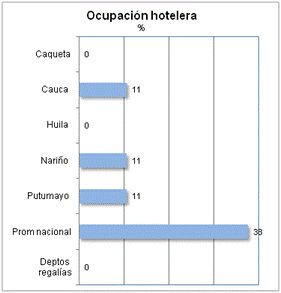 Ocupación hotelera
%
Caqueta 0
Cauca 11
Huila 0
Nariño 11
Putumayo 11
Prom nacional 38
Deptos
regalías 0